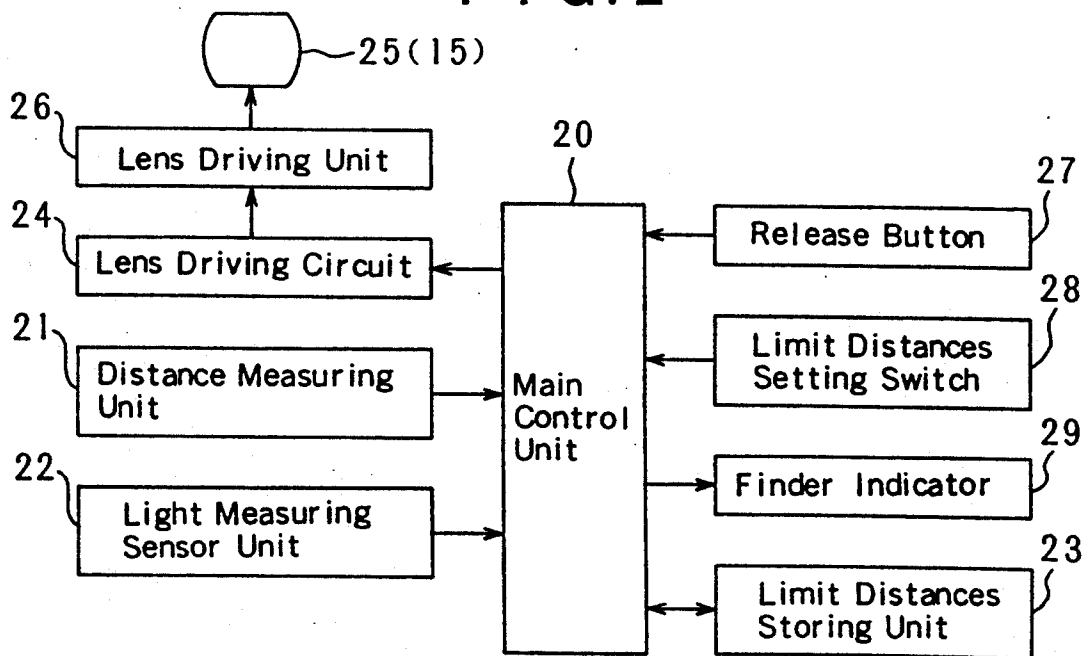 25(15)
26
Lens Driving Unit
20
27
24
Release Button
Lens Driving Circuit
28
21
Limit Distances
Setting Switch
Distance Measuring
Unit
Main
Control
Unit
29
22
Finder Indicator
Light Measuring
Sensor Unit
23
Limit Distances
Storing Unit